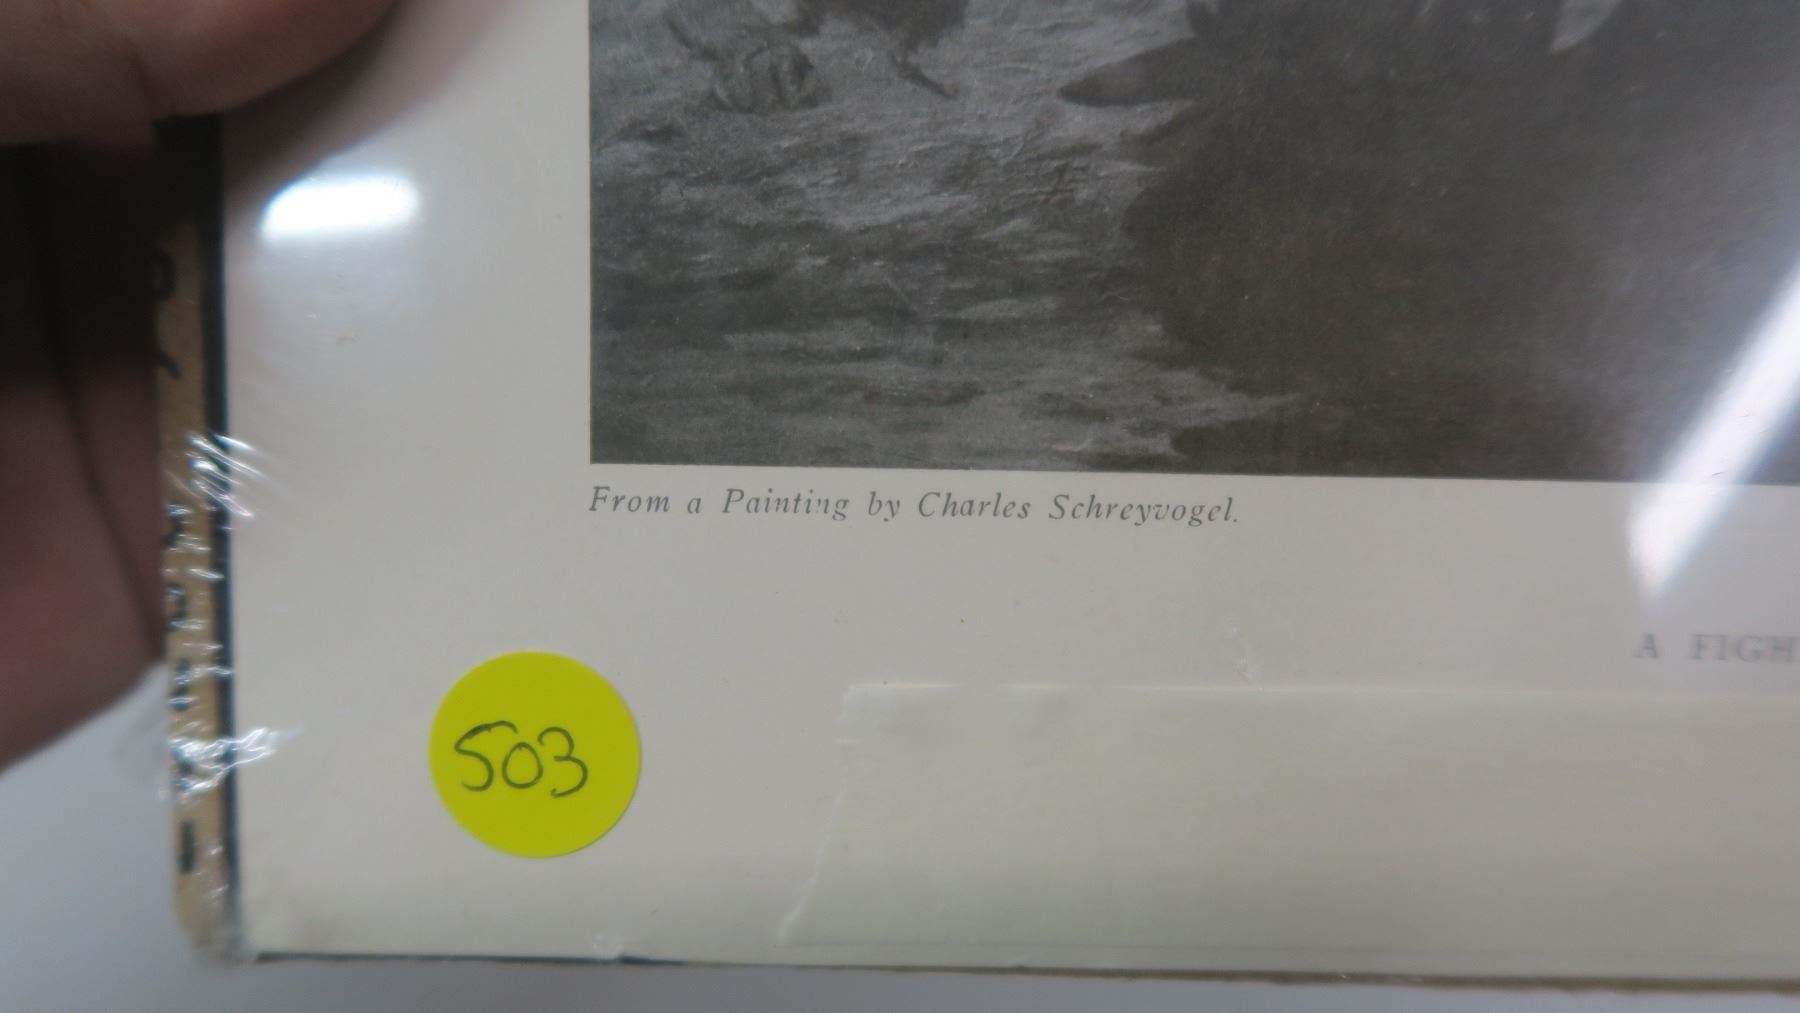 From a Painting by Charles Schreyvogel.
A FIGH
503